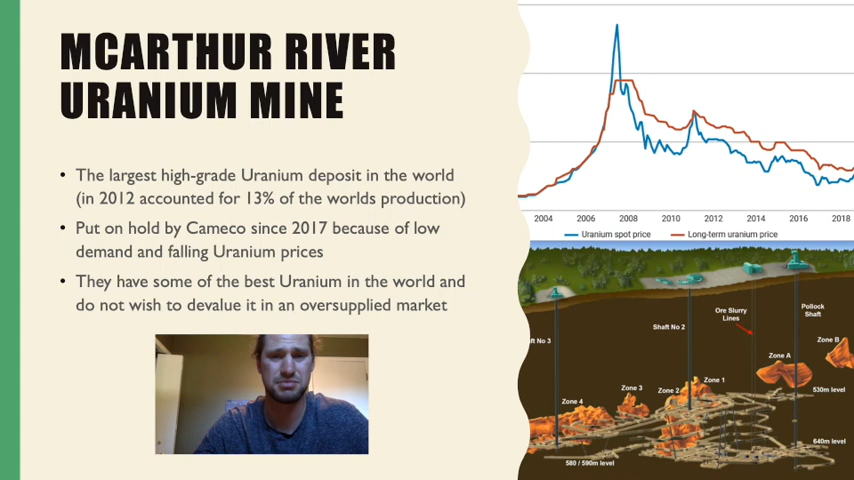 MCARTHUR RIVER
URANIUM MINE
• The largest high-grade Uranium deposit in the world
(in 2012 accounted for 13% of the worlds production)
• Put on hold by Cameco since 2017 because of low
demand and falling Uranium prices
• They have some of the best Uranium in the world and
do not wish to devalue it in an oversupplied market
2004 2006 2008 2010 2012 2014 2016 2018
Uranium spot price Long-term uranium price
Ore Slurry
Lines
Pollock
Shaft
Shaft No 2
ft No 3
Zone B
Zone A
Zone 1
Zone 2
Zone 3
Zone 4
530m level
640m level
580 / 590m level